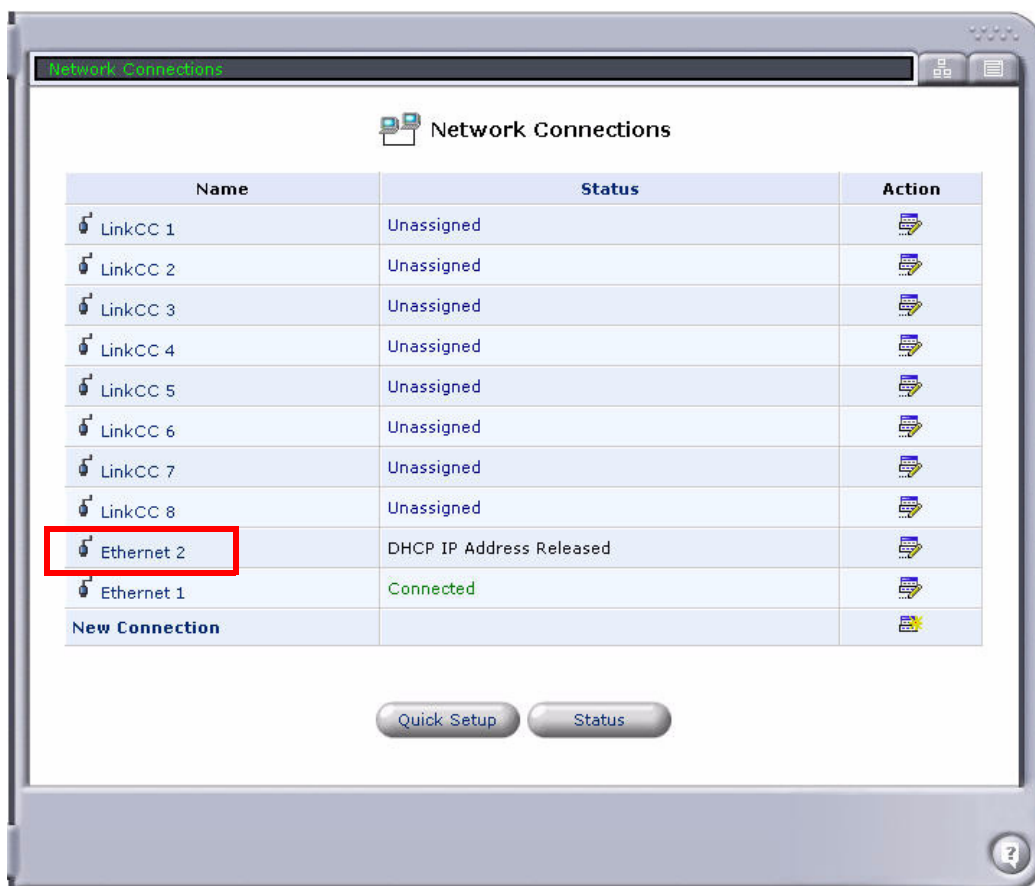 Network Connections
Network Connections
Name Status Action
LinkCC 1 Unassigned
LinkCC 2 Unassigned
LinkCC 3 Unassigned
LinkCC 4 Unassigned
LinkCC 5 Unassigned
LinkCC 6 Unassigned
LinkCC 7 Unassigned
LinkCC 8 Unassigned
Ethernet 2 DHCP IP Address Released
Ethernet 1 Connected
New Connection
Quick Setup Status
?